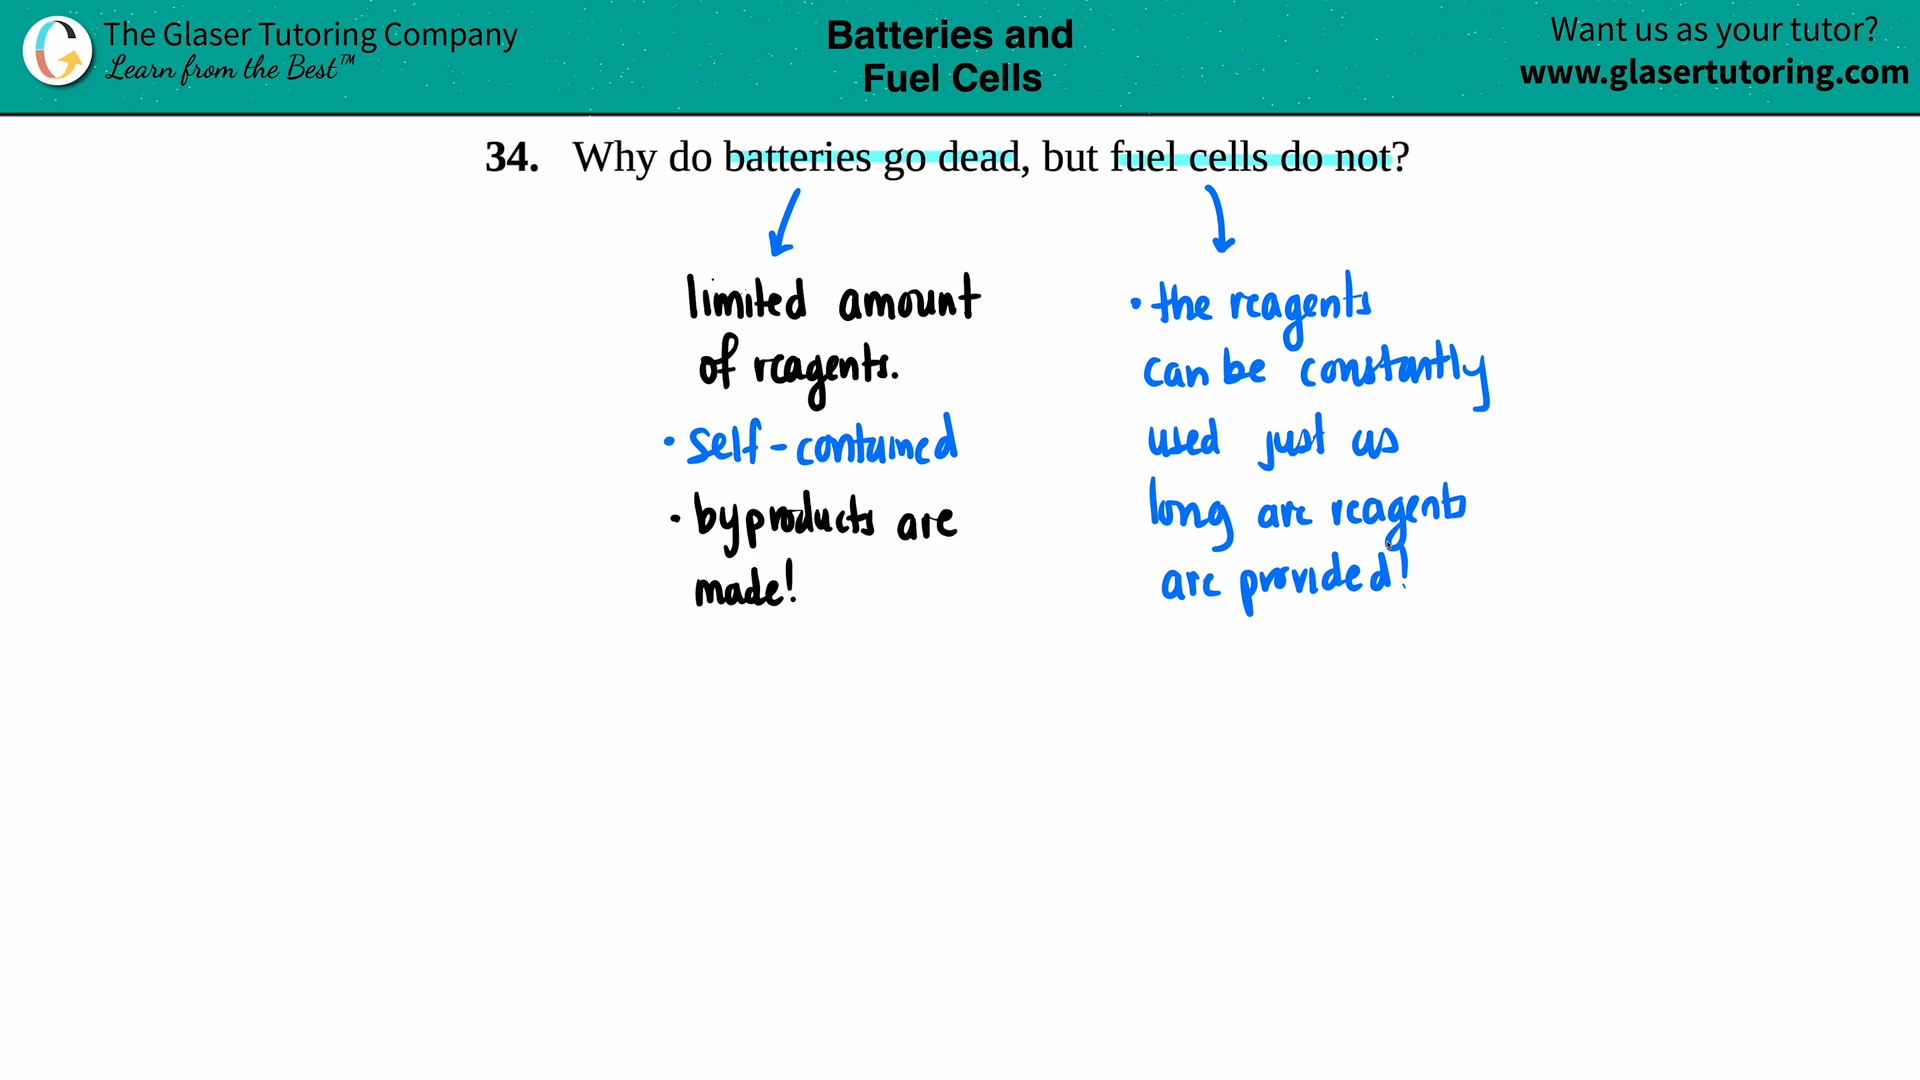 The Glaser Tutoring Company
Learn from the Best™
Batteries and
Fuel Cells
Want us as your tutor?
www.glasertutoring.com
34. Why do batteries go dead, but fuel cells do not?
limited amount
of reagents.
• self-contained
• byproducts are
made!
• the reagents
can be constantly
used just as
long are reagents
are provided!